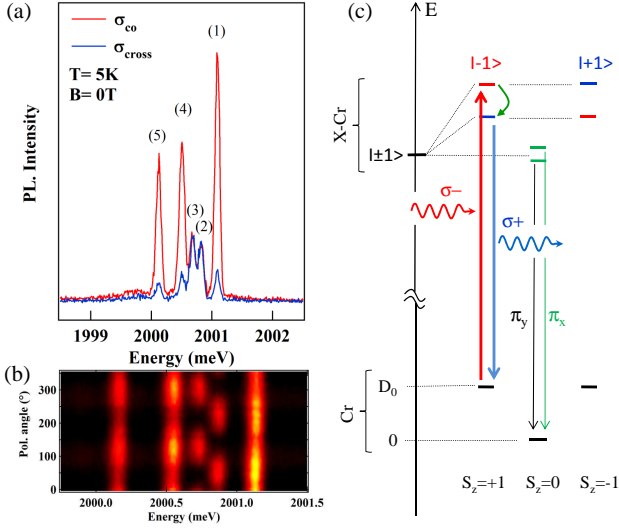 (a)
σco
σcross
T= 5K
B= 0T
(1)
(4)
(5)
(3)
(2)
PL. Intensity
1999 2000 2001 2002
Energy (meV)
(b)
Pol. angle (°)
300
200
100
0
2000.0 2000.5 2001.0 2001.5
Energy (meV)
(c)
E
|-1> |+1>
X-Cr
|±1>
σ−
σ+
πy πx
Cr
D0
0
Sz=+1 Sz=0 Sz=-1